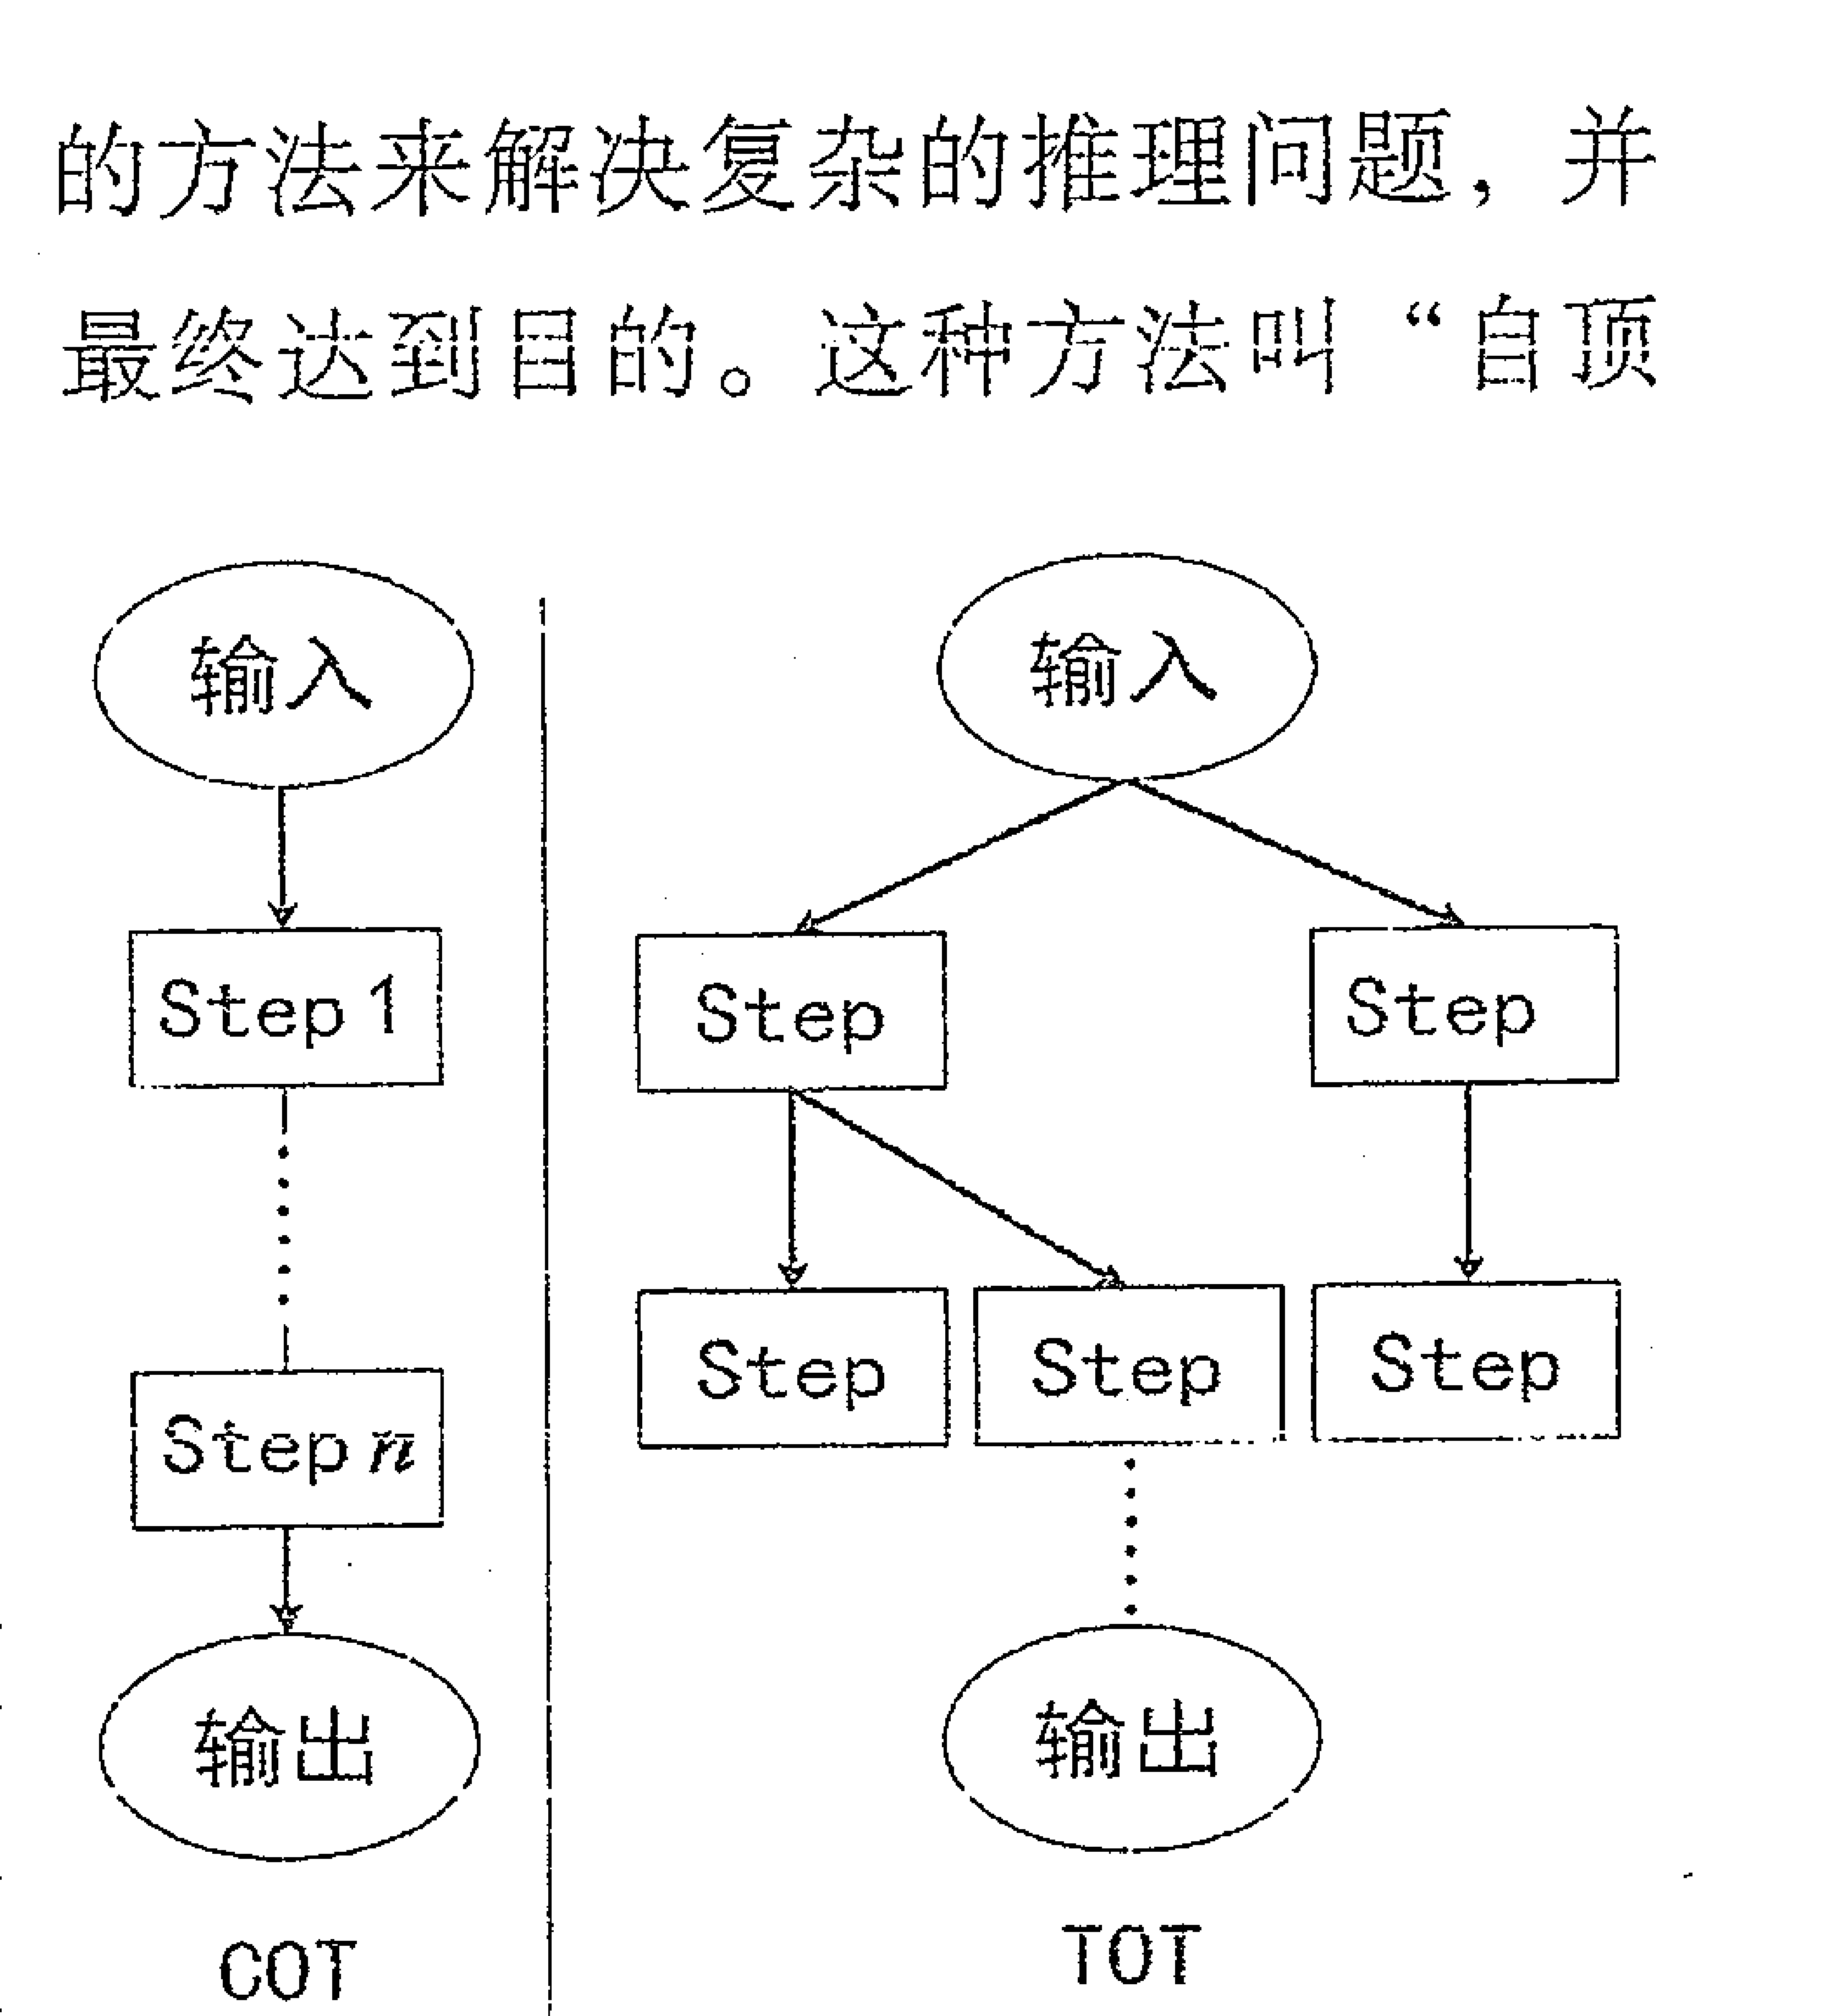 的方法来解决复杂的推理问题，并
最终达到目的。这种方法叫“自顶
输入
Step 1
Step n
输出
COT
输入
Step Step
Step Step Step
输出
TOT